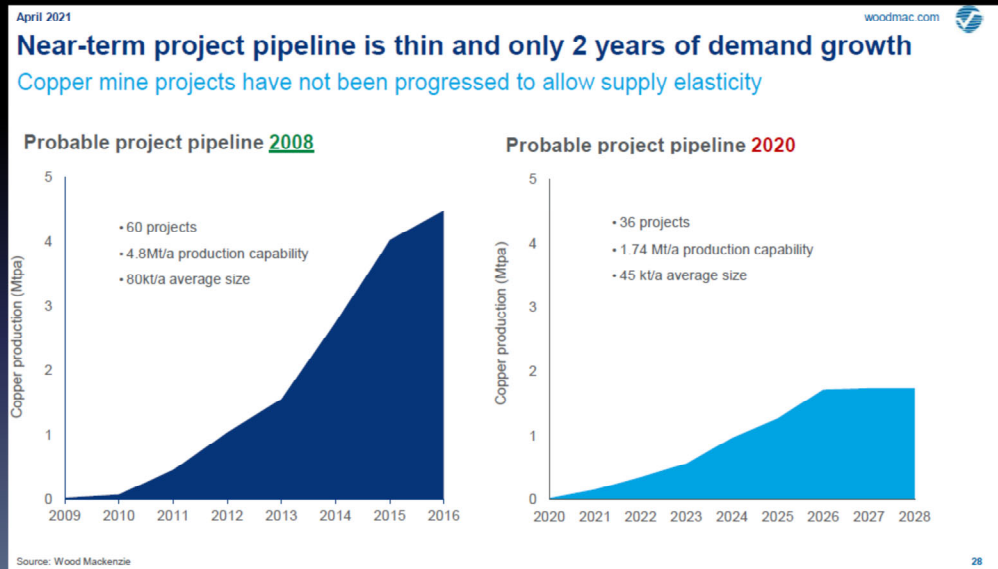 April 2021
woodmac.com
Near-term project pipeline is thin and only 2 years of demand growth
Copper mine projects have not been progressed to allow supply elasticity
Probable project pipeline 2008
5
4
3
2
1
0
Copper production (Mtpa)
• 60 projects
• 4.8Mt/a production capability
• 80kt/a average size
2009 2010 2011 2012 2013 2014 2015 2016
Probable project pipeline 2020
5
4
3
2
1
0
Copper production (Mtpa)
• 36 projects
• 1.74 Mt/a production capability
• 45 kt/a average size
2020 2021 2022 2023 2024 2025 2026 2027 2028
Source: Wood Mackenzie
28